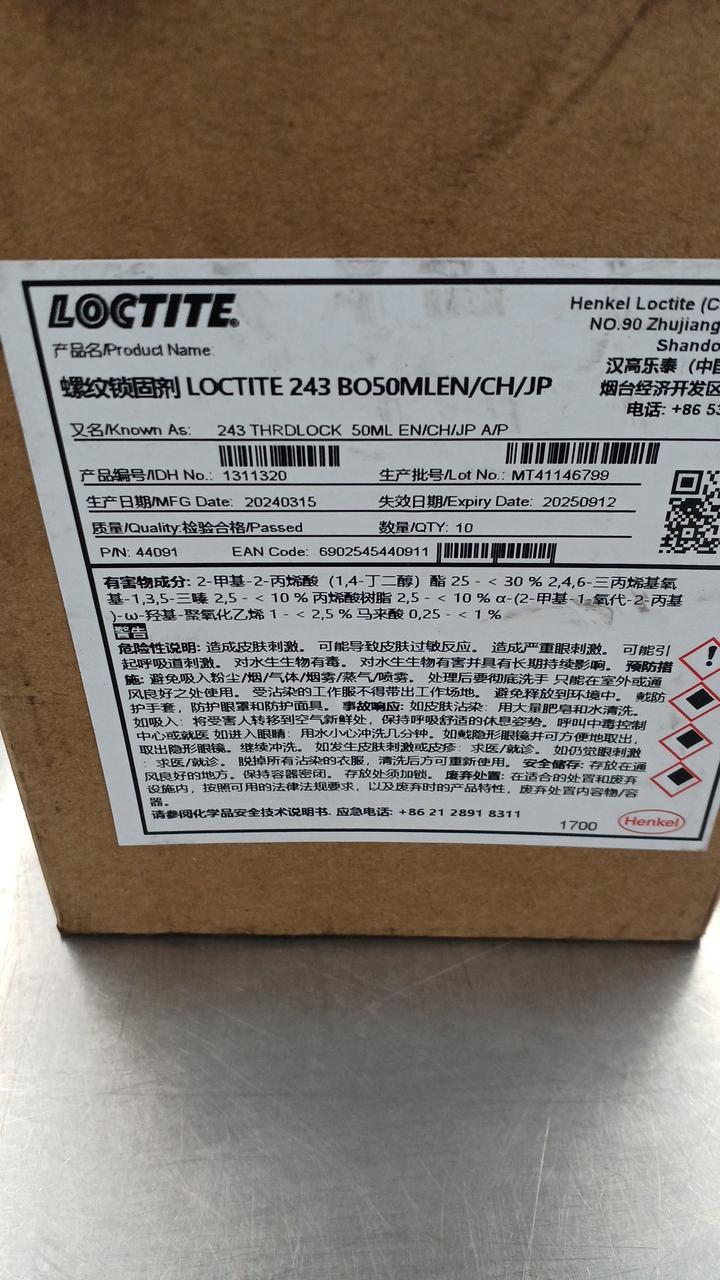 LOCTITE®
Henkel Loctite (C
NO.90 Zhujiang
Shando
汉高乐泰（中国
烟台经济开发区
电话: +86 53
产品名/Product Name:
螺纹锁固剂 LOCTITE 243 BO50MLEN/CH/JP
又名/Known As: 243 THRDLOCK 50ML EN/CH/JP A/P
产品编号/IDH No.: 1311320 生产批号/Lot No.: MT41146799
生产日期/MFG Date: 20240315 失效日期/Expiry Date: 20250912
质量/Quality:检验合格/Passed 数量/QTY: 10
P/N: 44091 EAN Code: 6902545440911
有害物成分: 2-甲基-2-丙烯酸（1,4-丁二醇）酯 25 - < 30 % 2,4,6-三丙烯基氧
基-1,3,5-三嗪 2,5 - < 10 % 丙烯酸树脂 2,5 - < 10 % α-(2-甲基-1-氧代-2-丙基
)-ω-羟基-聚氧化乙烯 1 - < 2,5 % 马来酸 0,25 - < 1 %
警告
危险性说明: 造成皮肤刺激。 可能导致皮肤过敏反应。 造成严重眼刺激。 可能引
起呼吸道刺激。 对水生生物有毒。 对水生生物有害并具有长期持续影响。 预防措
施: 避免吸入粉尘/烟/气体/烟雾/蒸气/喷雾。 处理后要彻底洗手 只能在室外或通
风良好之处使用。 受沾染的工作服不得带出工作场地。 避免释放到环境中。 戴防
护手套，防护眼罩和防护面具。 事故响应: 如皮肤沾染: 用大量肥皂和水清洗。
如吸入: 将受害人转移到空气新鲜处，保持呼吸舒适的休息姿势。 呼叫中毒控制
中心或就医 如进入眼睛: 用水小心冲洗几分钟。如戴隐形眼镜并可方便地取出，
取出隐形眼镜。继续冲洗。 如发生皮肤刺激或皮疹: 求医/就诊。 如仍觉眼刺激
: 求医/就诊。 脱掉所有沾染的衣服，清洗后方可重新使用。 安全储存: 存放在通
风良好的地方。保持容器密闭。 存放处须加锁。 废弃处置: 在适合的处置和废弃
设施内，按照可用的法律法规要求，以及废弃时的产品特性，废弃处置内容物/容
器。
请参阅化学品安全技术说明书. 应急电话: +86 21 2891 8311
1700 Henkel